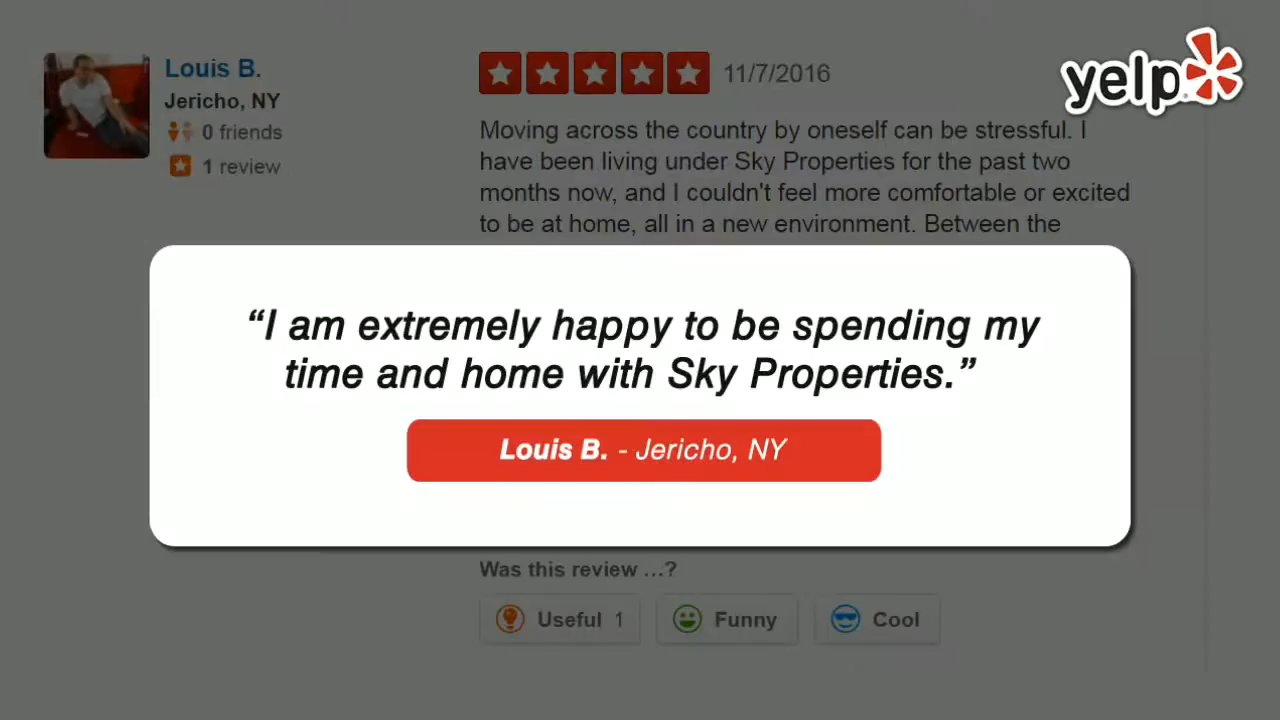 Louis B.
Jericho, NY
0 friends
1 review
11/7/2016
yelp
Moving across the country by oneself can be stressful. I
have been living under Sky Properties for the past two
months now, and I couldn't feel more comfortable or excited
to be at home, all in a new environment. Between the
“I am extremely happy to be spending my
time and home with Sky Properties.”
Louis B. - Jericho, NY
Was this review ...?
Useful 1
Funny
Cool